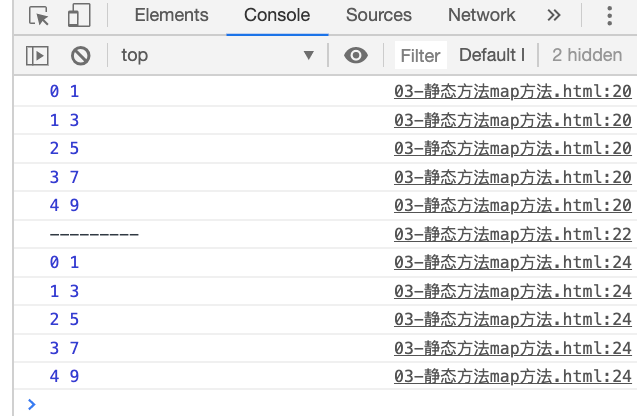 Elements Console Sources Network »
top ▼ Filter Default l 2 hidden
0 1 03-静态方法map方法.html:20
1 3 03-静态方法map方法.html:20
2 5 03-静态方法map方法.html:20
3 7 03-静态方法map方法.html:20
4 9 03-静态方法map方法.html:20
--------- 03-静态方法map方法.html:22
0 1 03-静态方法map方法.html:24
1 3 03-静态方法map方法.html:24
2 5 03-静态方法map方法.html:24
3 7 03-静态方法map方法.html:24
4 9 03-静态方法map方法.html:24